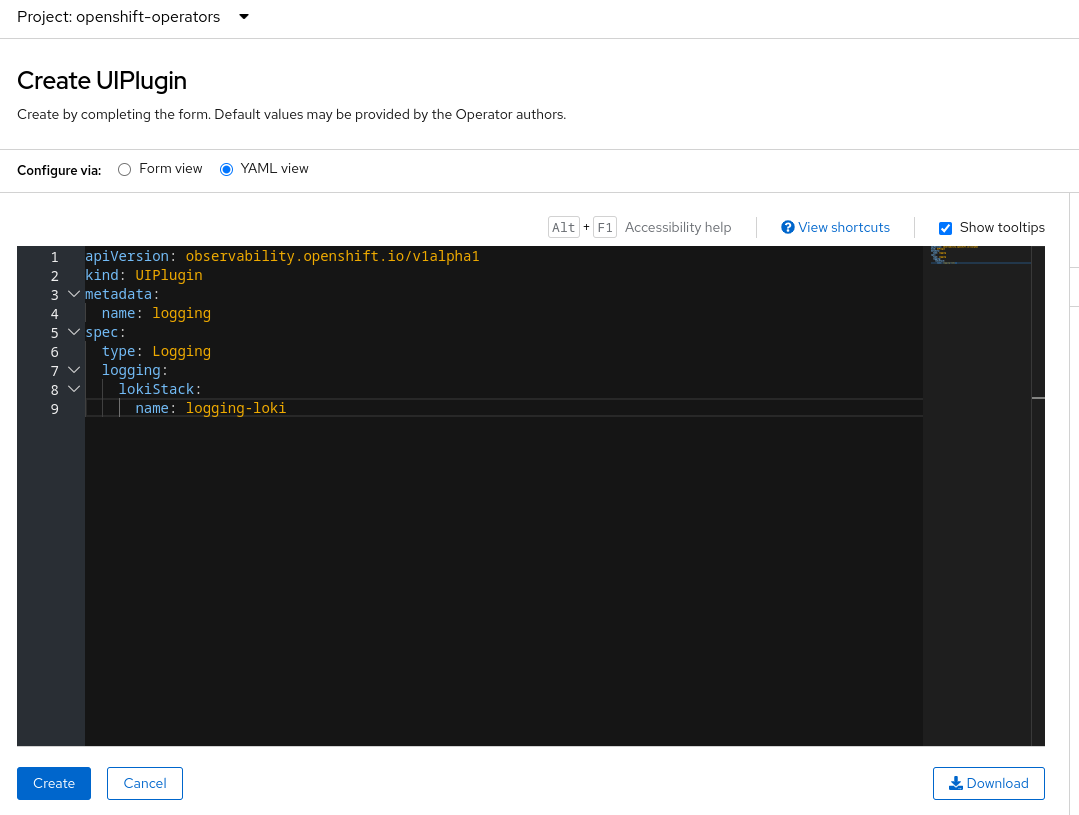 Project: openshift-operators
Create UIPlugin
Create by completing the form. Default values may be provided by the Operator authors.
Configure via: Form view YAML view
Alt + F1 Accessibility help View shortcuts Show tooltips
1 apiVersion: observability.openshift.io/v1alpha1
2 kind: UIPlugin
3 metadata:
4   name: logging
5 spec:
6   type: Logging
7   logging:
8     lokiStack:
9       name: logging-loki
Create Cancel Download